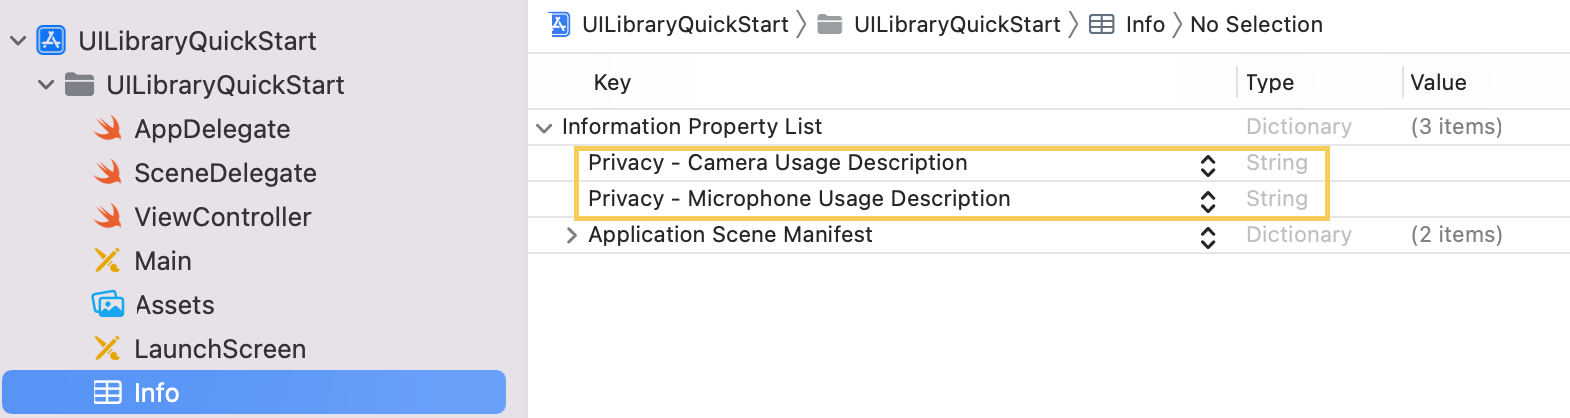 UILibraryQuickStart
UILibraryQuickStart
AppDelegate
SceneDelegate
ViewController
Main
Assets
LaunchScreen
Info
UILibraryQuickStart UILibraryQuickStart Info No Selection
Key Type Value
Information Property List Dictionary (3 items)
Privacy - Camera Usage Description String
Privacy - Microphone Usage Description String
Application Scene Manifest Dictionary (2 items)